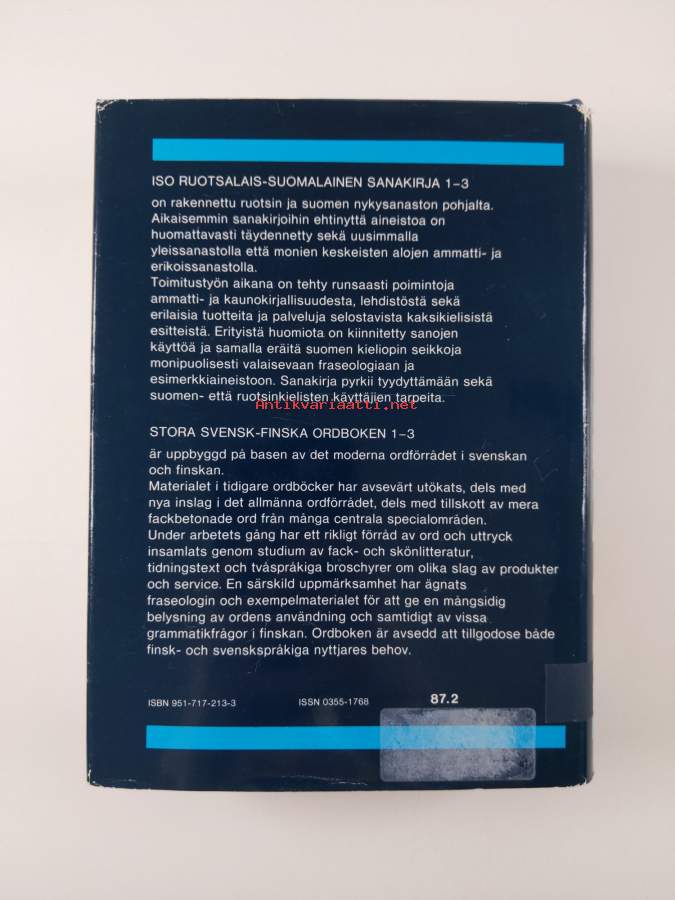 ISO RUOTSALAIS-SUOMALAINEN SANAKIRJA 1–3
on rakennettu ruotsin ja suomen nykysanaston pohjalta.
Aikaisemmin sanakirjoihin ehtinyttä aineistoa on
huomattavasti täydennetty sekä uusimmalla
yleissanastolla että monien keskeisten alojen ammatti- ja
erikoissanastolla.
Toimitustyön aikana on tehty runsaasti poimintoja
ammatti- ja kaunokirjallisuudesta, lehdistöstä sekä
erilaisia tuotteita ja palveluja selostavista kaksikielisistä
esitteistä. Erityistä huomiota on kiinnitetty sanojen
käyttöä ja samalla eräitä suomen kieliopin seikkoja
monipuolisesti valaisevaan fraseologiaan ja
esimerkkiaineistoon. Sanakirja pyrkii tyydyttämään sekä
suomen- että ruotsinkielisten käyttäjien tarpeita.
Antikvariaatti.net
STORA SVENSK-FINSKA ORDBOKEN 1–3
är uppbyggd på basen av det moderna ordförrådet i svenskan
och finskan.
Materialet i tidigare ordböcker har avsevärt utökats, dels med
nya inslag i det allmänna ordförrådet, dels med tillskott av mera
fackbetonade ord från många centrala specialområden.
Under arbetets gång har ett rikligt förråd av ord och uttryck
insamlats genom studium av fack- och skönlitteratur,
tidningstext och tvåspråkiga broschyrer om olika slag av produkter
och service. En särskild uppmärksamhet har ägnats
fraseologin och exempelmaterialet för att ge en mångsidig
belysning av ordens användning och samtidigt av vissa
grammatikfrågor i finskan. Ordboken är avsedd att tillgodose både
finsk- och svenskspråkiga nyttjares behov.
ISBN 951-717-213-3 ISSN 0355-1768 87.2